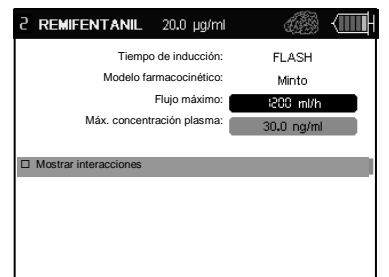 2 REMIFENTANIL 20.0 µg/ml
Tiempo de inducción: FLASH
Modelo farmacocinético: Minto
Flujo máximo: 1200 ml/h
Máx. concentración plasma: 30.0 ng/ml
Mostrar interacciones